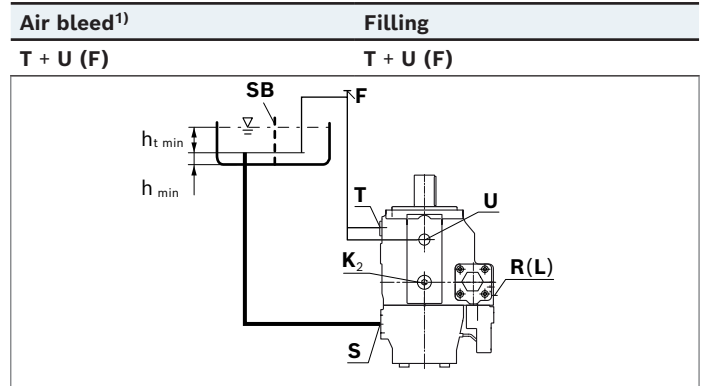 Air bleed1) Filling
T + U (F) T + U (F)
SB
F
ht min
h min
T
U
K2
R(L)
S